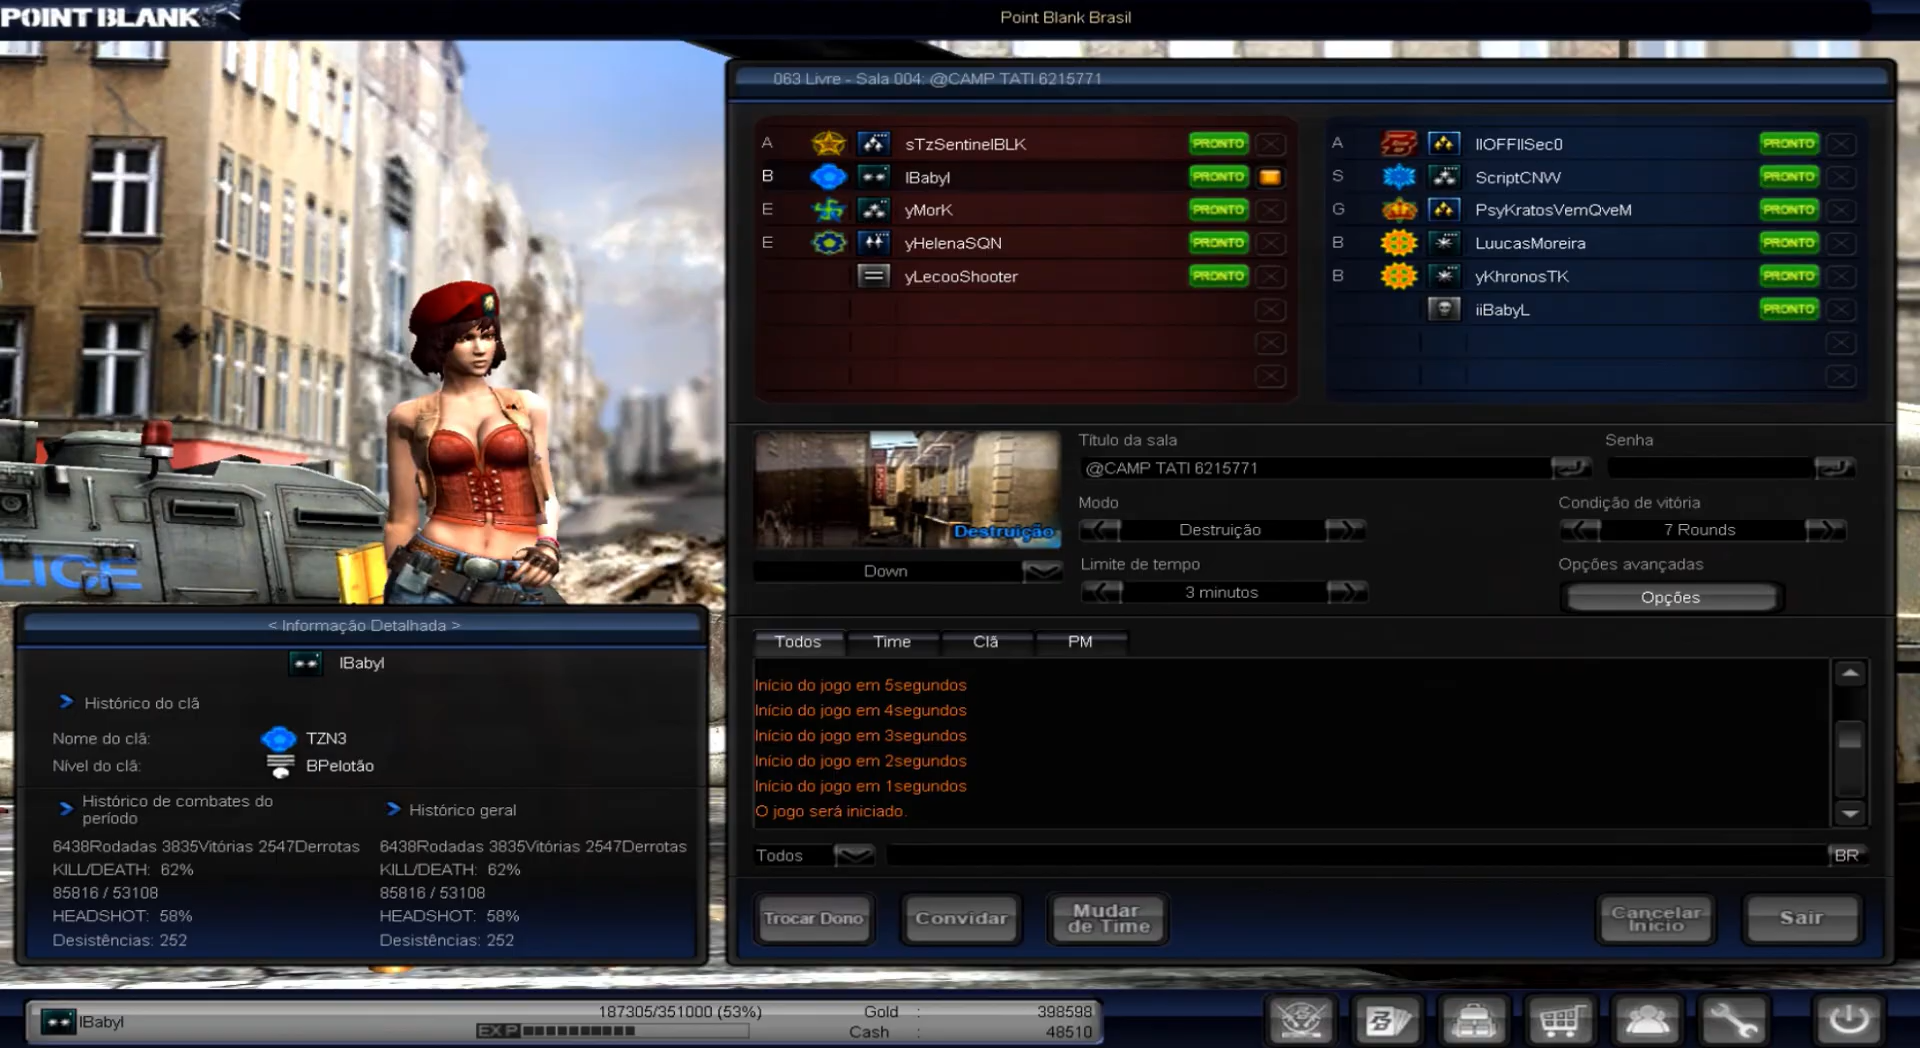 POINT BLANK
Point Blank Brasil
063 Livre - Sala 004: @CAMP TATI 6215771
A sTzSentinelBLK PRONTO
B lBabyl PRONTO
E yMorK PRONTO
E yHelenaSQN PRONTO
yLecooShooter PRONTO
A llOFFllSec0 PRONTO
S ScriptCNW PRONTO
G PsyKratosVemQveM PRONTO
B LuucasMoreira PRONTO
B yKhronosTK PRONTO
iiBabyL PRONTO
Destruição
Down
Título da sala
@CAMP TATI 6215771
Senha
Modo
Destruição
Condição de vitória
7 Rounds
Limite de tempo
3 minutos
Opções avançadas
Opções
LICE
< Informação Detalhada >
lBabyl
Histórico do clã
Nome do clã: TZN3
Nível do clã: BPelotão
Histórico de combates do
período
6438Rodadas 3835Vitórias 2547Derrotas
KILL/DEATH: 62%
85816 / 53108
HEADSHOT: 58%
Desistências: 252
Histórico geral
6438Rodadas 3835Vitórias 2547Derrotas
KILL/DEATH: 62%
85816 / 53108
HEADSHOT: 58%
Desistências: 252
Todos Time Clã PM
Início do jogo em 5segundos
Início do jogo em 4segundos
Início do jogo em 3segundos
Início do jogo em 2segundos
Início do jogo em 1segundos
O jogo será iniciado.
Todos BR
Trocar Dono
Convidar
Mudar
de Time
Cancelar
Início
Sair
lBabyl
187305/351000 (53%)
EXP
Gold : 398598
Cash : 48510